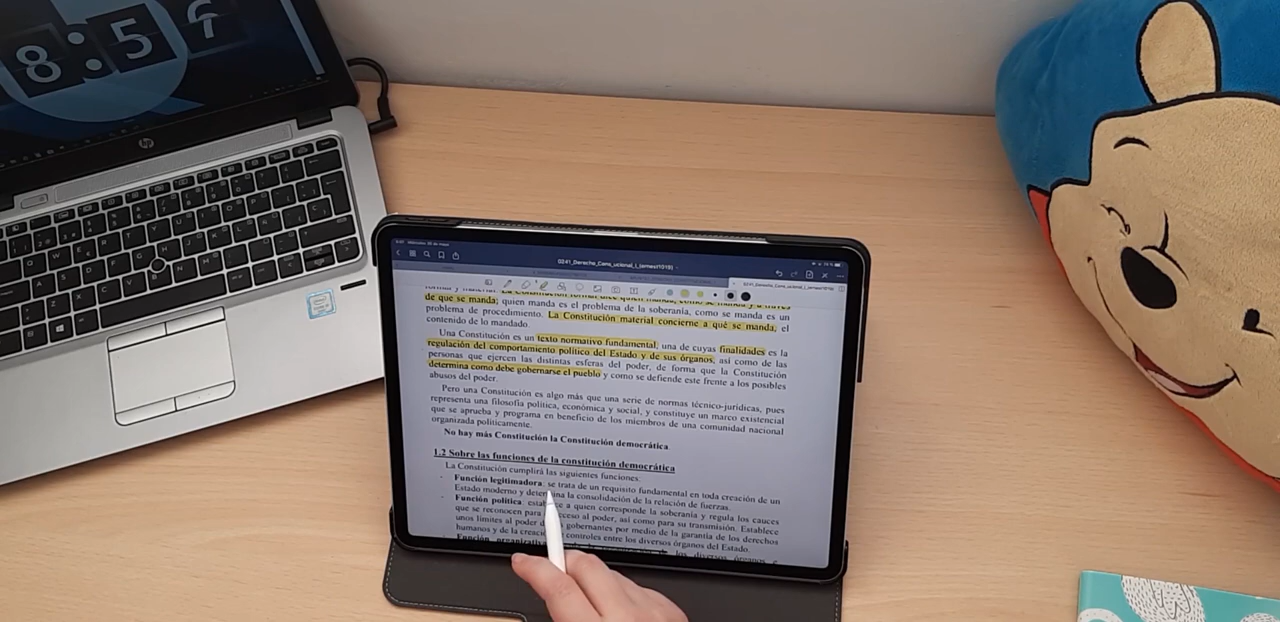 8:5
hp
0241_Derecho_Cons_ucional_I_(ernest1019)
de que se manda; quien manda es el problema de la soberanía, como se manda es un
problema de procedimiento. La Constitución material concierne a qué se manda, el
contenido de lo mandado.
Una Constitución es un texto normativo fundamental, una de cuyas finalidades es la
regulación del comportamiento político del Estado y de sus órganos, así como de las
personas que ejercen las distintas esferas del poder, de forma que la Constitución
determina como debe gobernarse el pueblo y como se defiende este frente a los posibles
abusos del poder.
Pero una Constitución es algo más que una serie de normas técnico-jurídicas, pues
representa una filosofía política, económica y social, y constituye un marco existencial
que se aprueba y programa en beneficio de los miembros de una comunidad nacional
organizada políticamente.
No hay más Constitución la Constitución democrática
1.2 Sobre las funciones de la constitución democrática
La Constitución cumplirá las siguientes funciones:
- Función legitimadora: se trata de un requisito fundamental en toda creación de un
Estado moderno y la consolidación de la relación de fuerzas.
- Función política: a quien corresponde la soberanía y regula los cauces
que se reconocen para al poder, así como para su transmisión. Establece
unos límites al poder gobernantes por medio de la garantía de los derechos
humanos y de la controles entre los diversos órganos del Estado.
Función los diversos